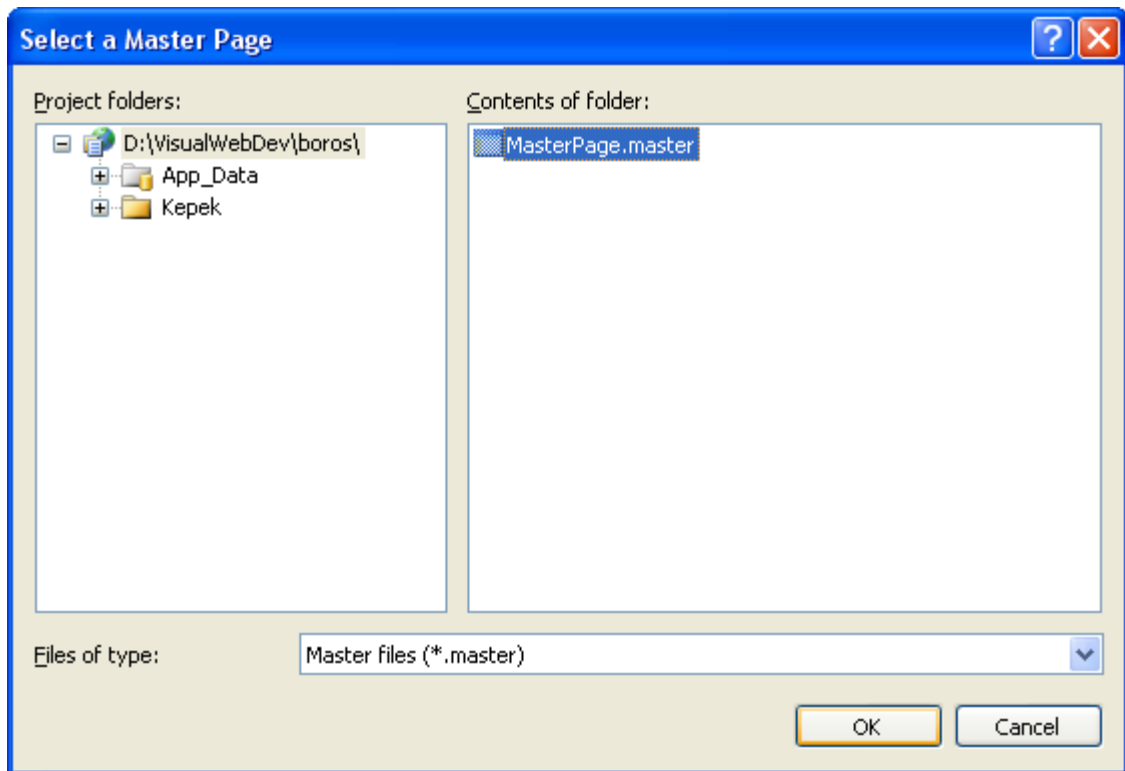 Select a Master Page
Project folders:
Contents of folder:
D:\VisualWebDev\boros\
App_Data
Kepek
MasterPage.master
Files of type:
Master files (*.master)
OK
Cancel